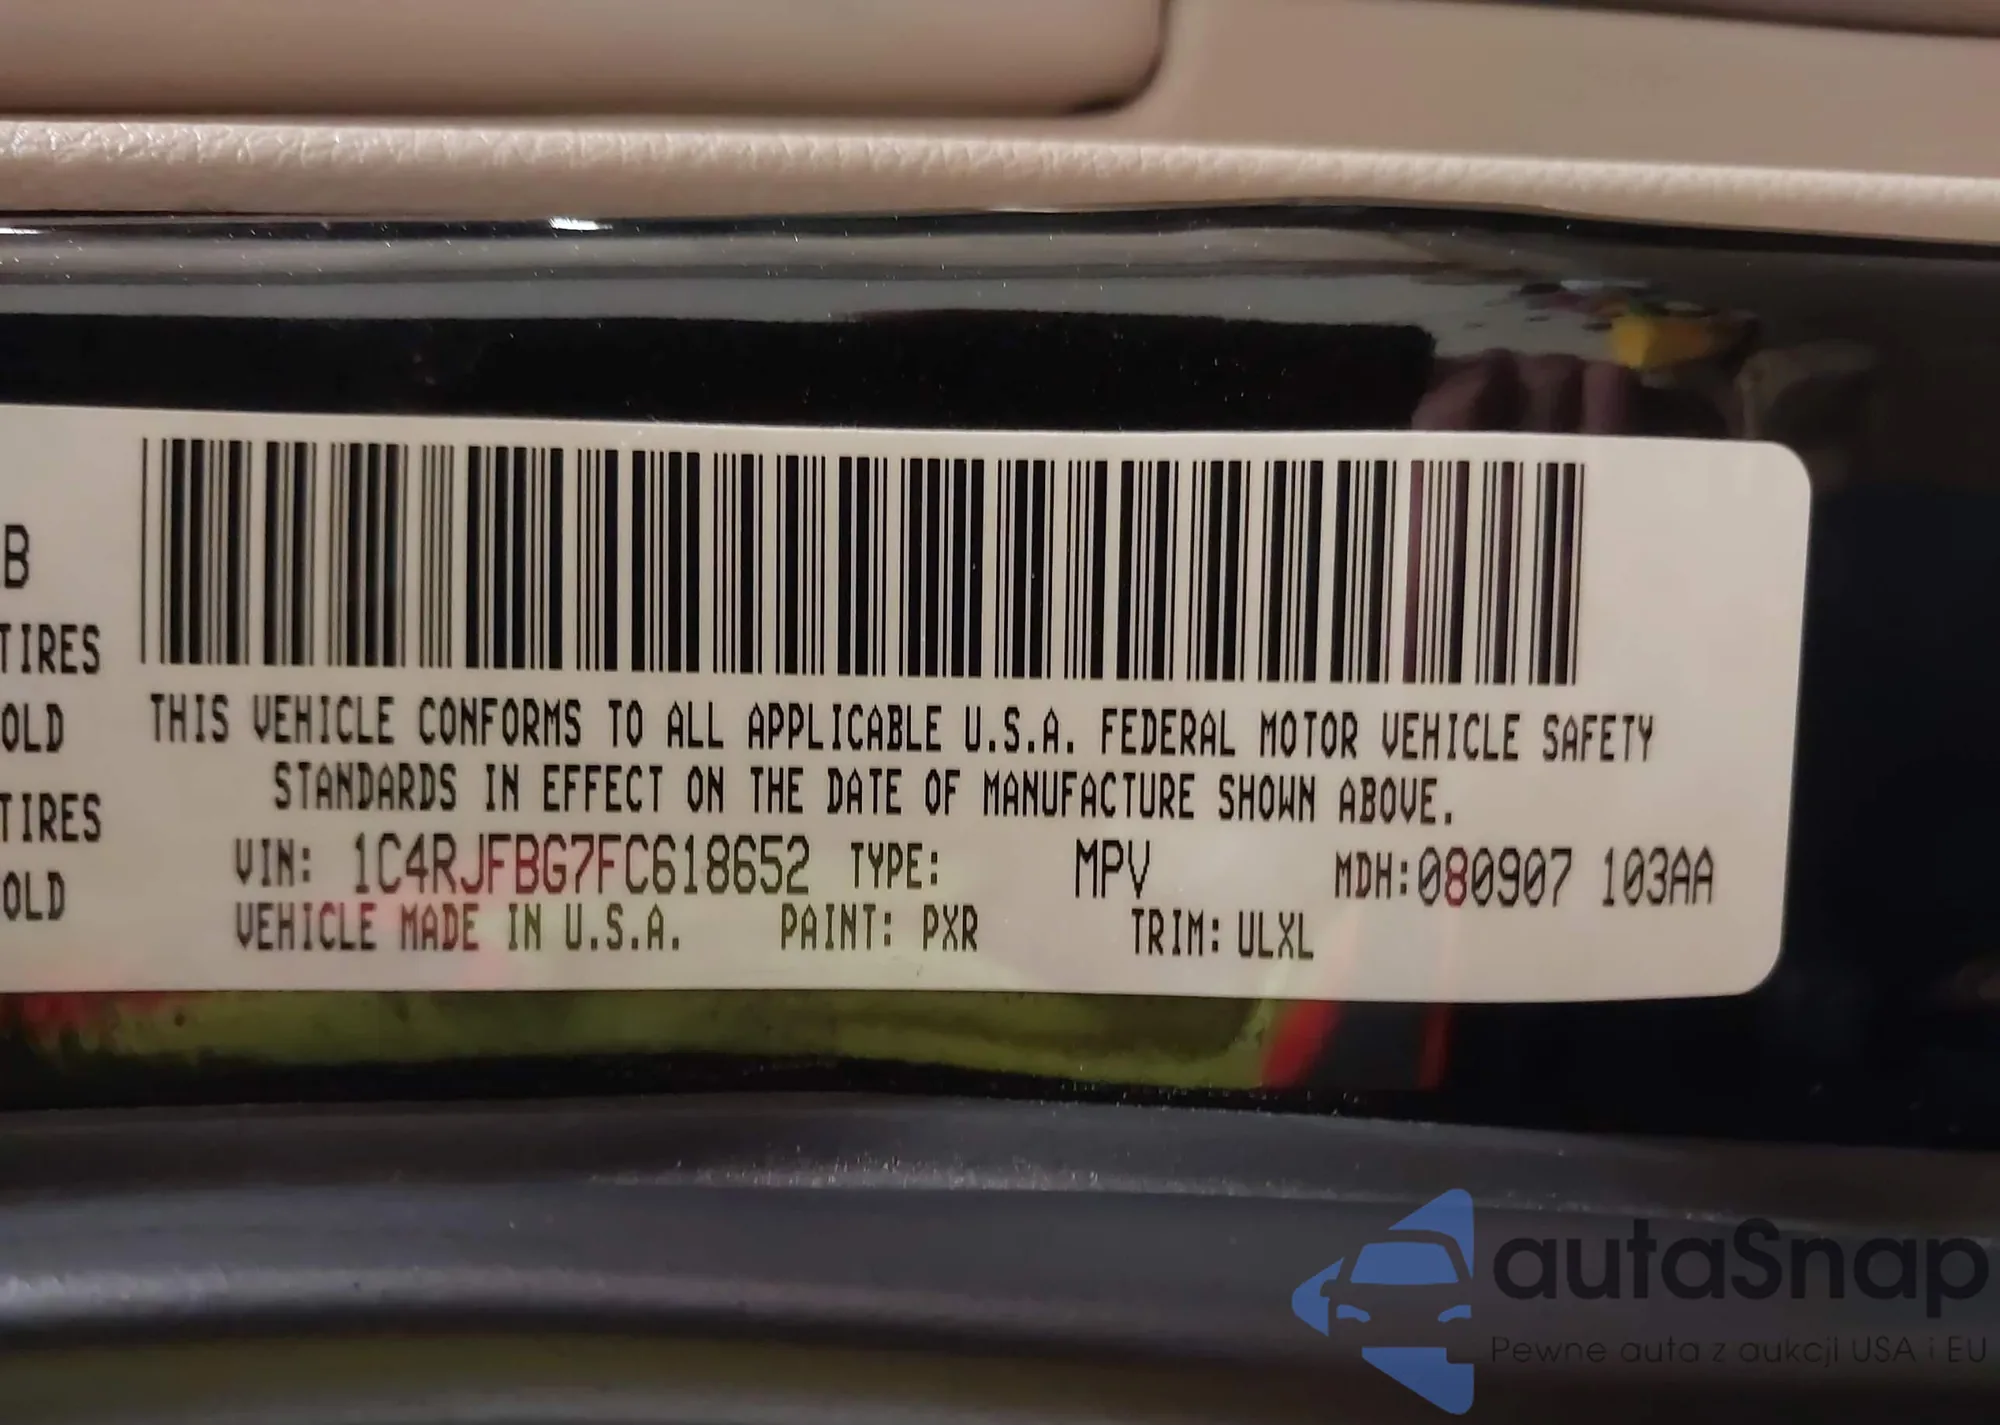 B
TIRES
OLD
TIRES
OLD
THIS VEHICLE CONFORMS TO ALL APPLICABLE U.S.A. FEDERAL MOTOR VEHICLE SAFETY
STANDARDS IN EFFECT ON THE DATE OF MANUFACTURE SHOWN ABOVE.
VIN: 1C4RJFBG7FC618652 TYPE: MPV MDH:080907 103AA
VEHICLE MADE IN U.S.A. PAINT: PXR TRIM: ULXL
autaSnap
Pewne auta z aukcji USA i EU